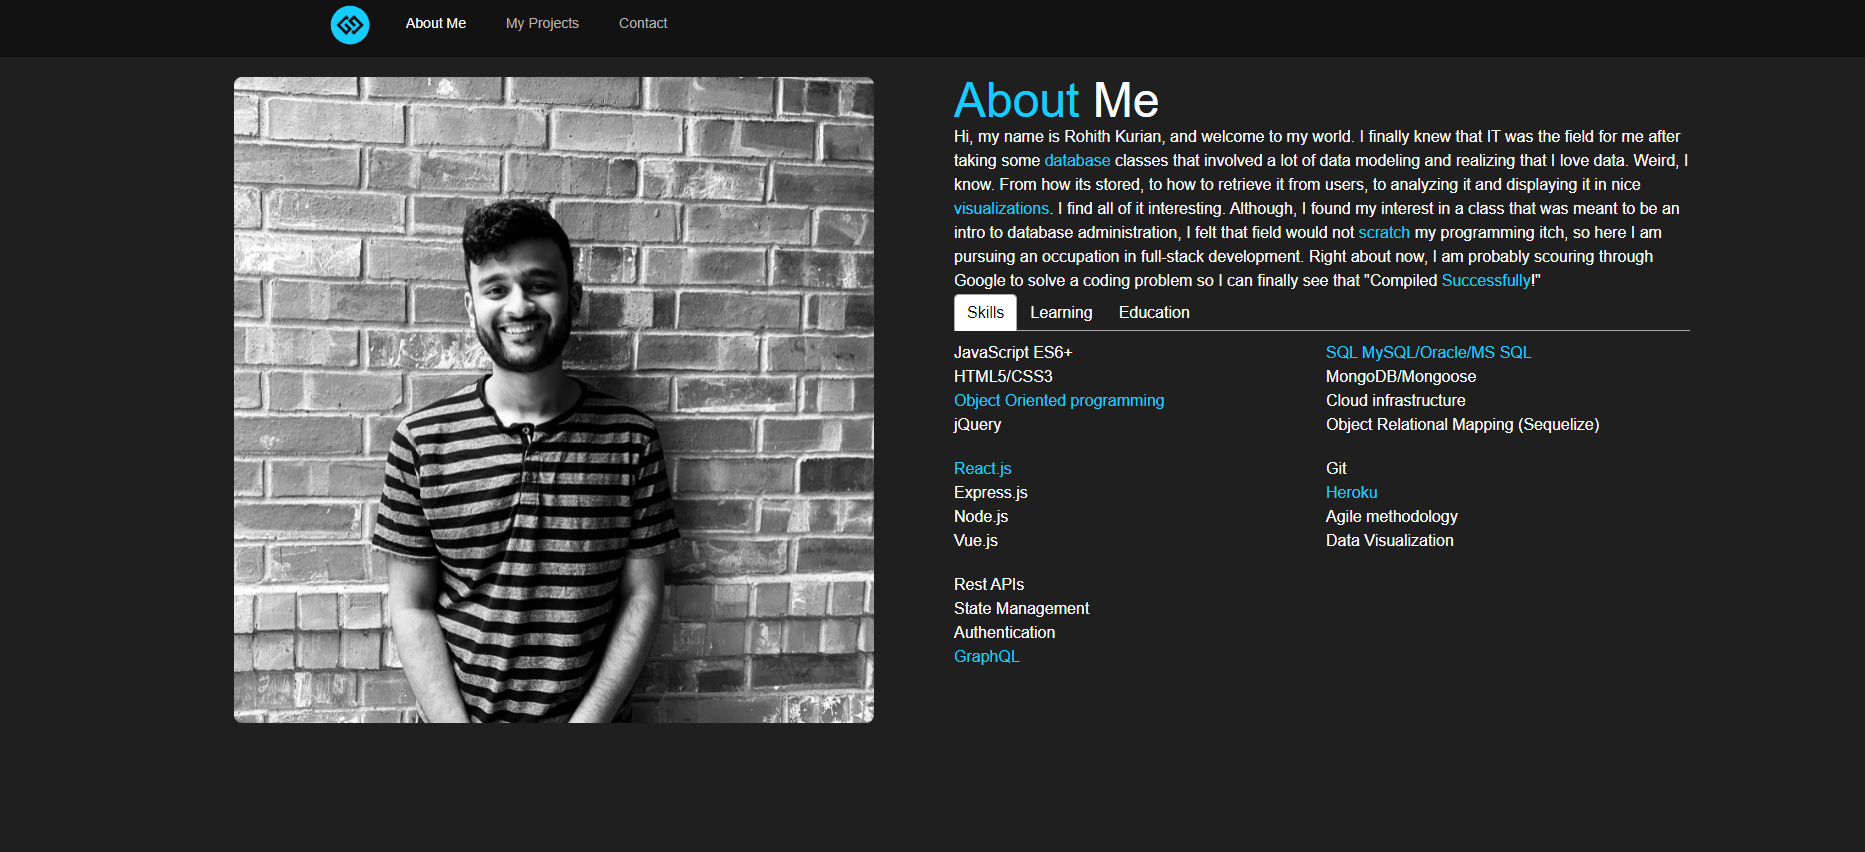 About Me My Projects Contact
About Me
Hi, my name is Rohith Kurian, and welcome to my world. I finally knew that IT was the field for me after
taking some database classes that involved a lot of data modeling and realizing that I love data. Weird, I
know. From how its stored, to how to retrieve it from users, to analyzing it and displaying it in nice
visualizations. I find all of it interesting. Although, I found my interest in a class that was meant to be an
intro to database administration, I felt that field would not scratch my programming itch, so here I am
pursuing an occupation in full-stack development. Right about now, I am probably scouring through
Google to solve a coding problem so I can finally see that "Compiled Successfully!"
Skills Learning Education
JavaScript ES6+
HTML5/CSS3
Object Oriented programming
jQuery
SQL MySQL/Oracle/MS SQL
MongoDB/Mongoose
Cloud infrastructure
Object Relational Mapping (Sequelize)
React.js
Express.js
Node.js
Vue.js
Git
Heroku
Agile methodology
Data Visualization
Rest APIs
State Management
Authentication
GraphQL